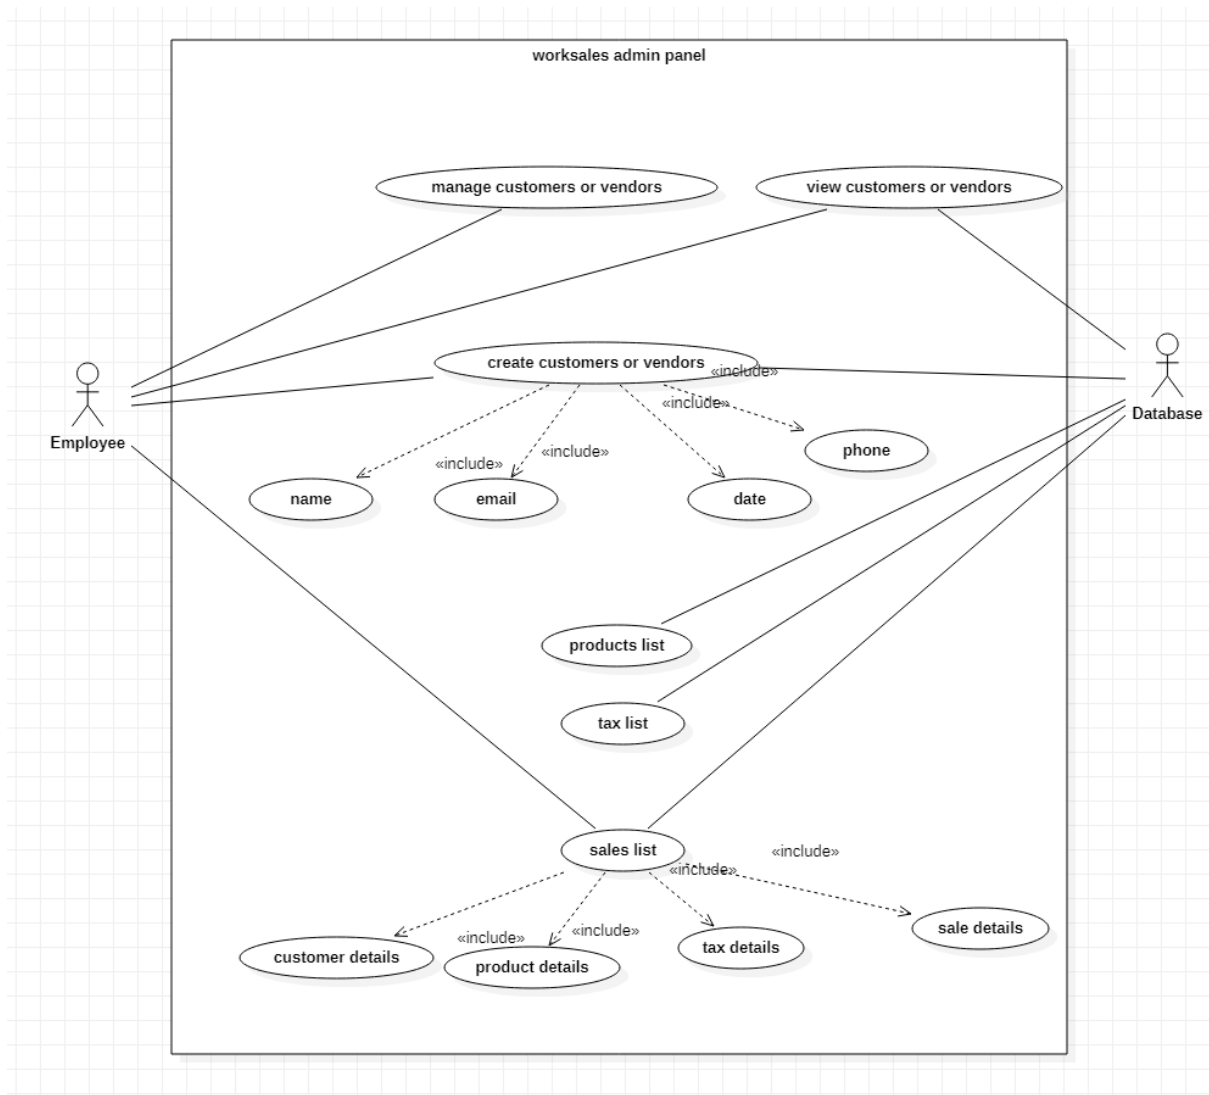 worksales admin panel
manage customers or vendors
view customers or vendors
create customers or vendors
«include»
«include»
«include»
«include»
phone
name
email
date
Employee
Database
products list
tax list
sales list
«include»
«include»
«include»
«include»
customer details
product details
tax details
sale details